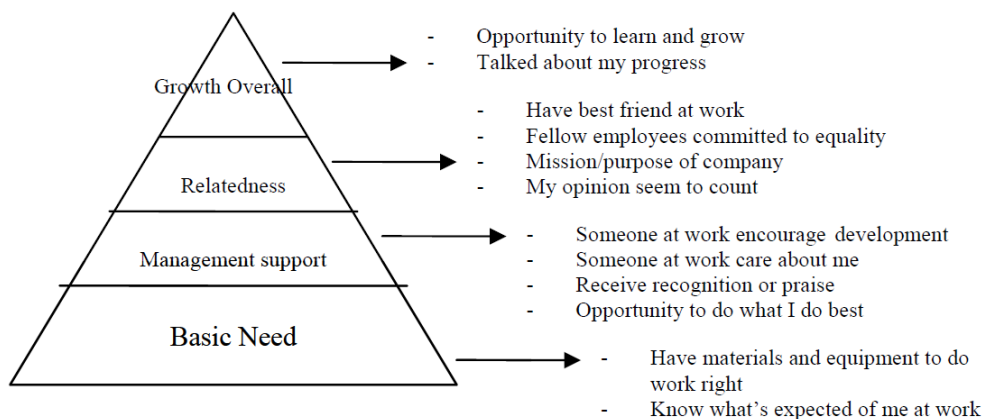 - Opportunity to learn and grow
- Talked about my progress
Growth Overall
- Have best friend at work
- Fellow employees committed to equality
- Mission/purpose of company
- My opinion seem to count
Relatedness
- Someone at work encourage development
- Someone at work care about me
- Receive recognition or praise
- Opportunity to do what I do best
Management support
Basic Need
- Have materials and equipment to do
work right
- Know what's expected of me at work